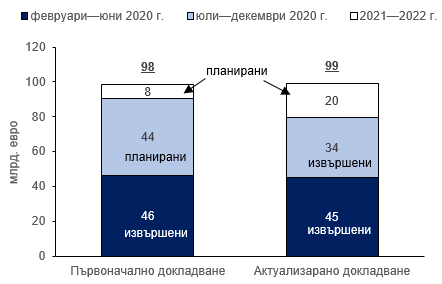 февруари—юни 2020 г. юли—декември 2020 г. 2021—2022 г.
млрд. евро
120
100
80
60
40
20
0
98
99
планирани
8
20
44
планирани
34
извършени
46
извършени
45
извършени
Първоначално докладване
Актуализарано докладване